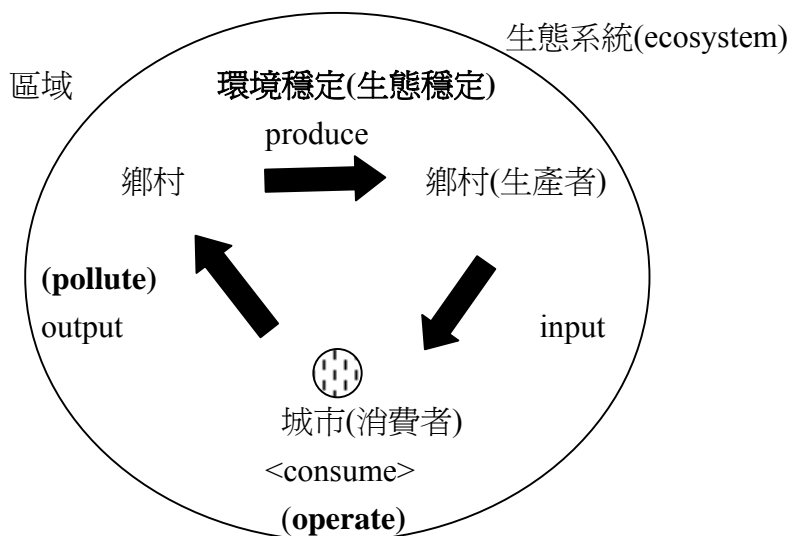 生態系統(ecosystem)
區域
環境穩定(生態穩定)
produce
鄉村
鄉村(生產者)
(pollute)
output
input
城市(消費者)
<consume>
(operate)